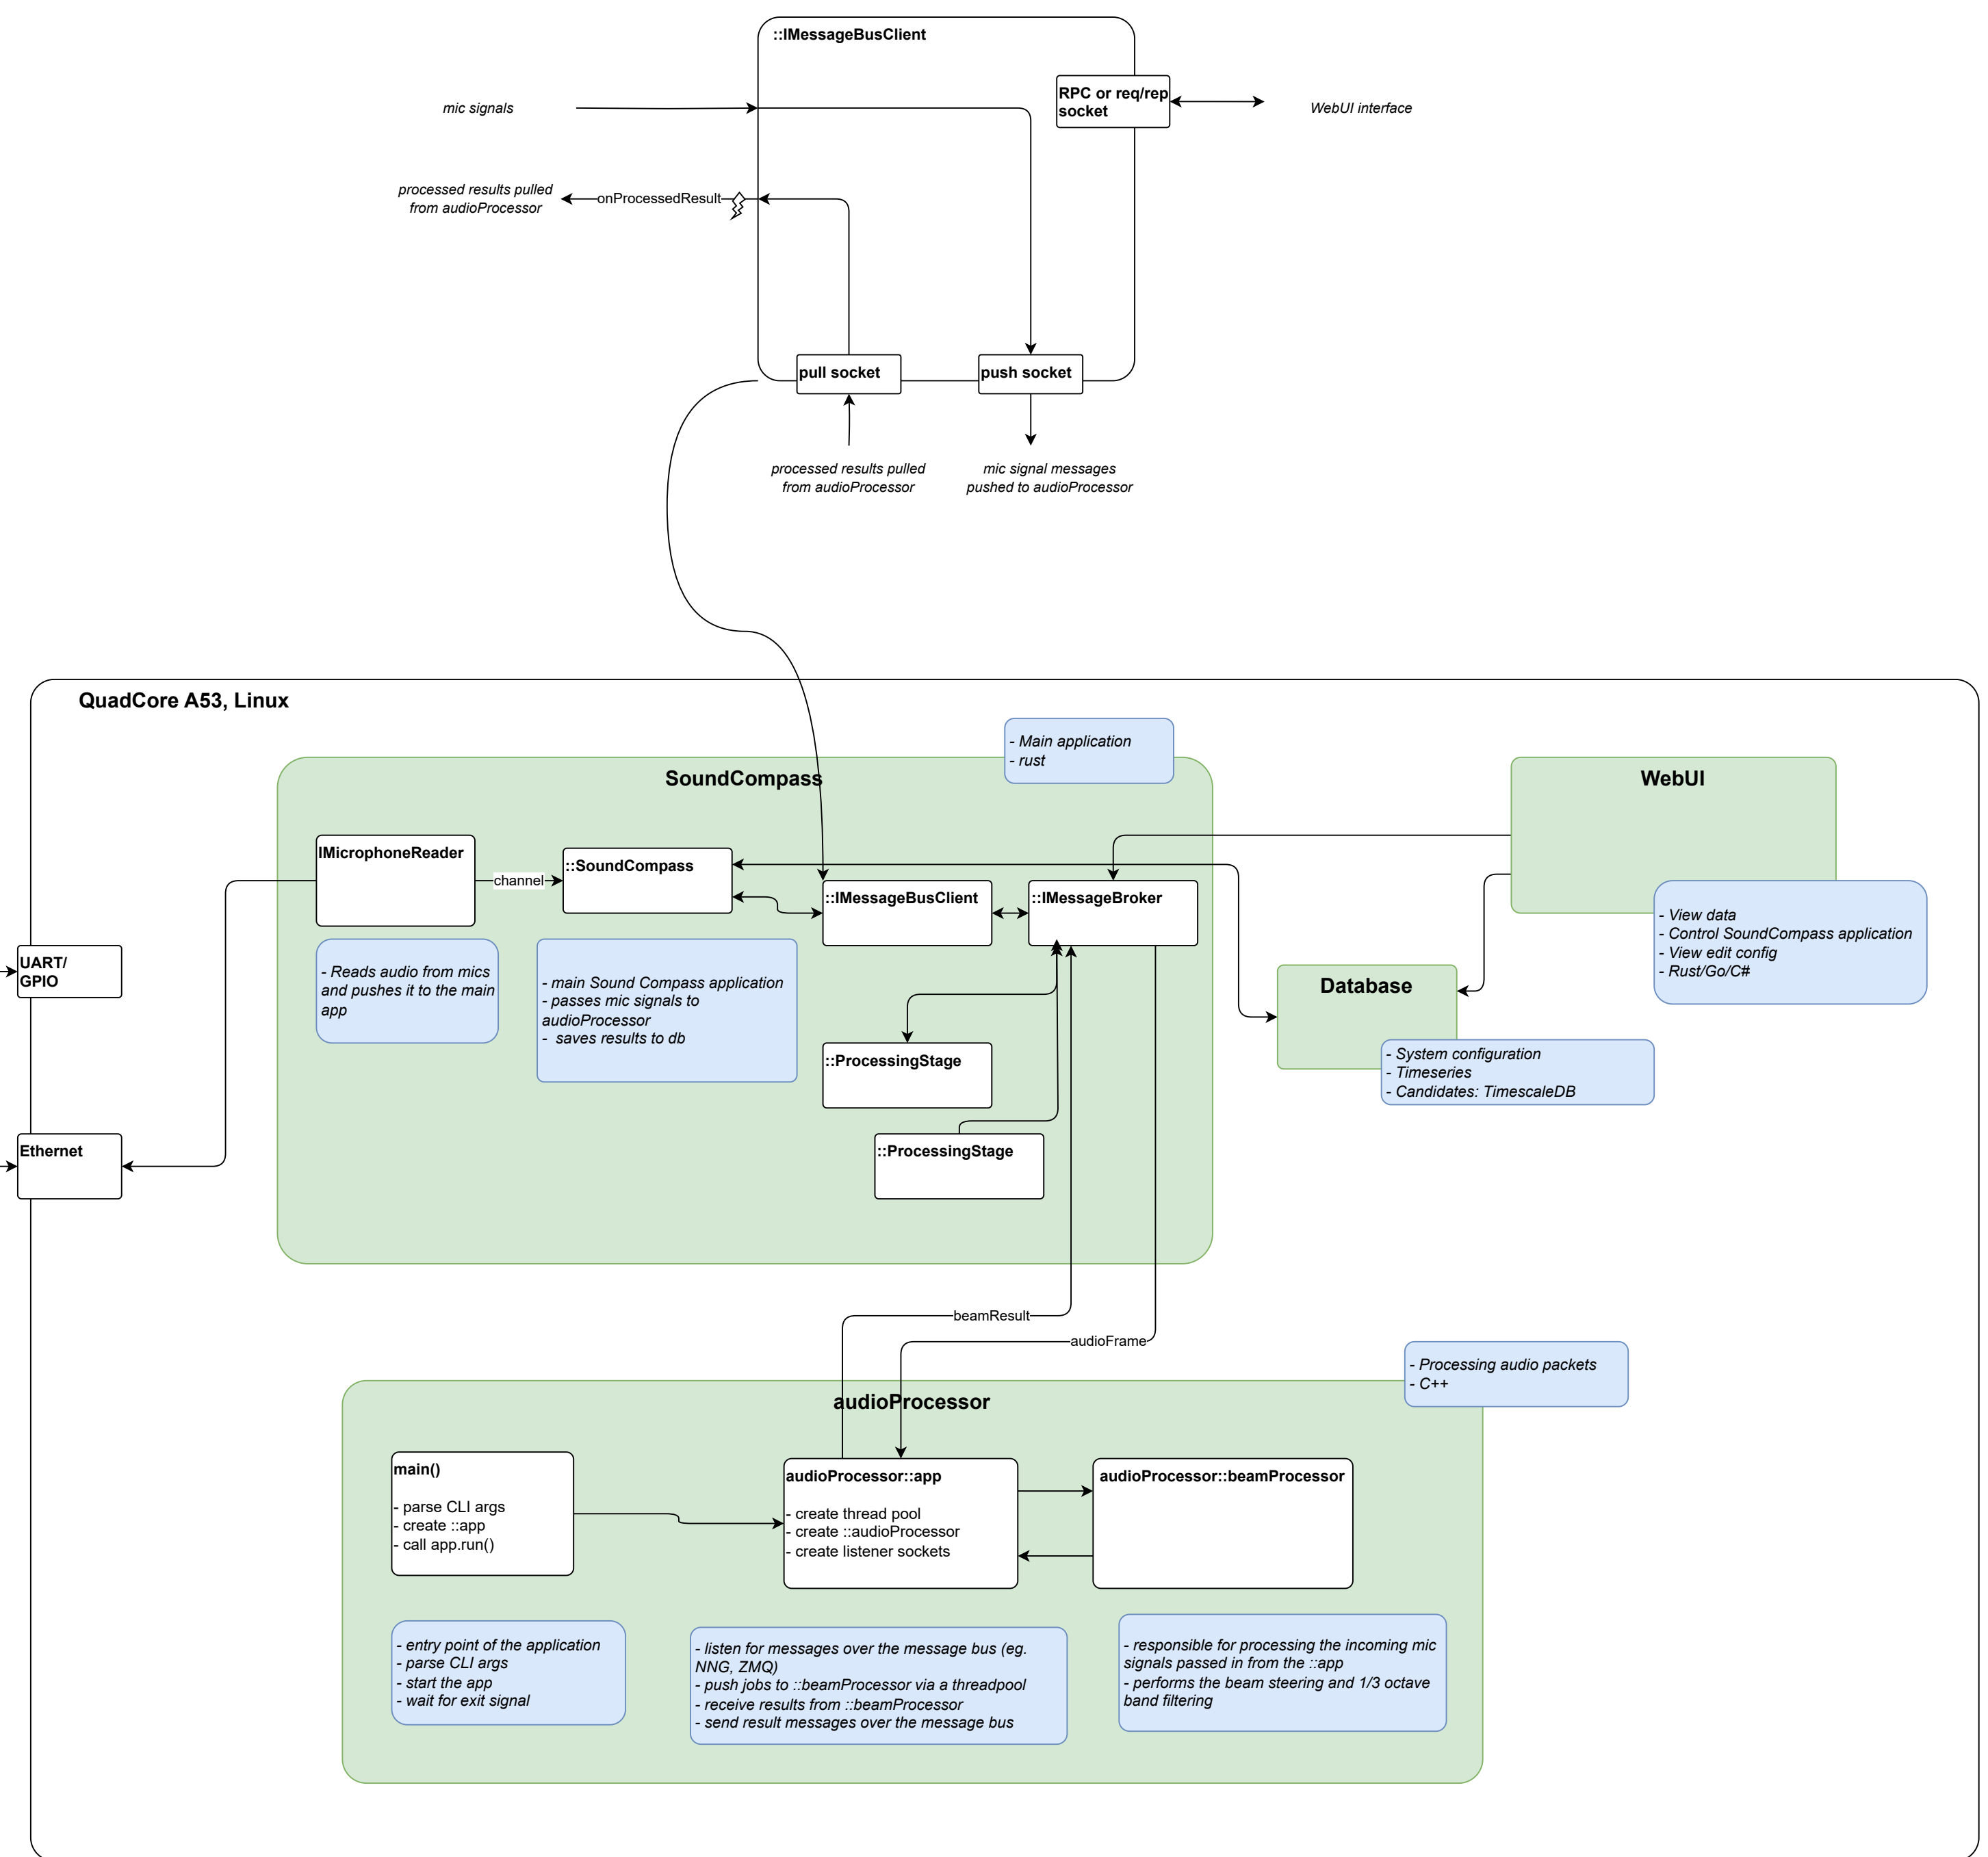 ::IMessageBusClient
RPC or req/rep
socket
mic signals
WebUI interface
processed results pulled
from audioProcessor
onProcessedResult
pull socket
push socket
processed results pulled
from audioProcessor
mic signal messages
pushed to audioProcessor
QuadCore A53, Linux
- Main application
- rust
SoundCompass
WebUI
IMicrophoneReader
channel
::SoundCompass
::IMessageBusClient
::IMessageBroker
- View data
- Control SoundCompass application
- View edit config
- Rust/Go/C#
UART/
GPIO
- Reads audio from mics
and pushes it to the main
app
- main Sound Compass application
- passes mic signals to
audioProcessor
- saves results to db
Database
- System configuration
- Timeseries
- Candidates: TimescaleDB
::ProcessingStage
Ethernet
::ProcessingStage
beamResult
audioFrame
- Processing audio packets
- C++
audioProcessor
main()
- parse CLI args
- create ::app
- call app.run()
audioProcessor::app
- create thread pool
- create ::audioProcessor
- create listener sockets
audioProcessor::beamProcessor
- entry point of the application
- parse CLI args
- start the app
- wait for exit signal
- listen for messages over the message bus (eg.
NNG, ZMQ)
- push jobs to ::beamProcessor via a threadpool
- receive results from ::beamProcessor
- send result messages over the message bus
- responsible for processing the incoming mic
signals passed in from the ::app
- performs the beam steering and 1/3 octave
band filtering